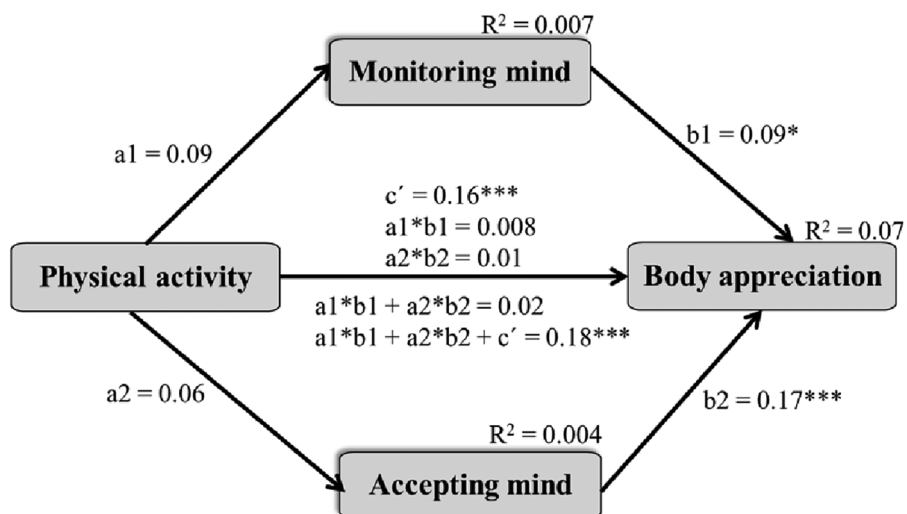 R² = 0.007
Monitoring mind
a1 = 0.09
b1 = 0.09*
c´ = 0.16***
a1*b1 = 0.008
a2*b2 = 0.01
R² = 0.07
Physical activity
Body appreciation
a1*b1 + a2*b2 = 0.02
a1*b1 + a2*b2 + c´ = 0.18***
a2 = 0.06
b2 = 0.17***
R² = 0.004
Accepting mind